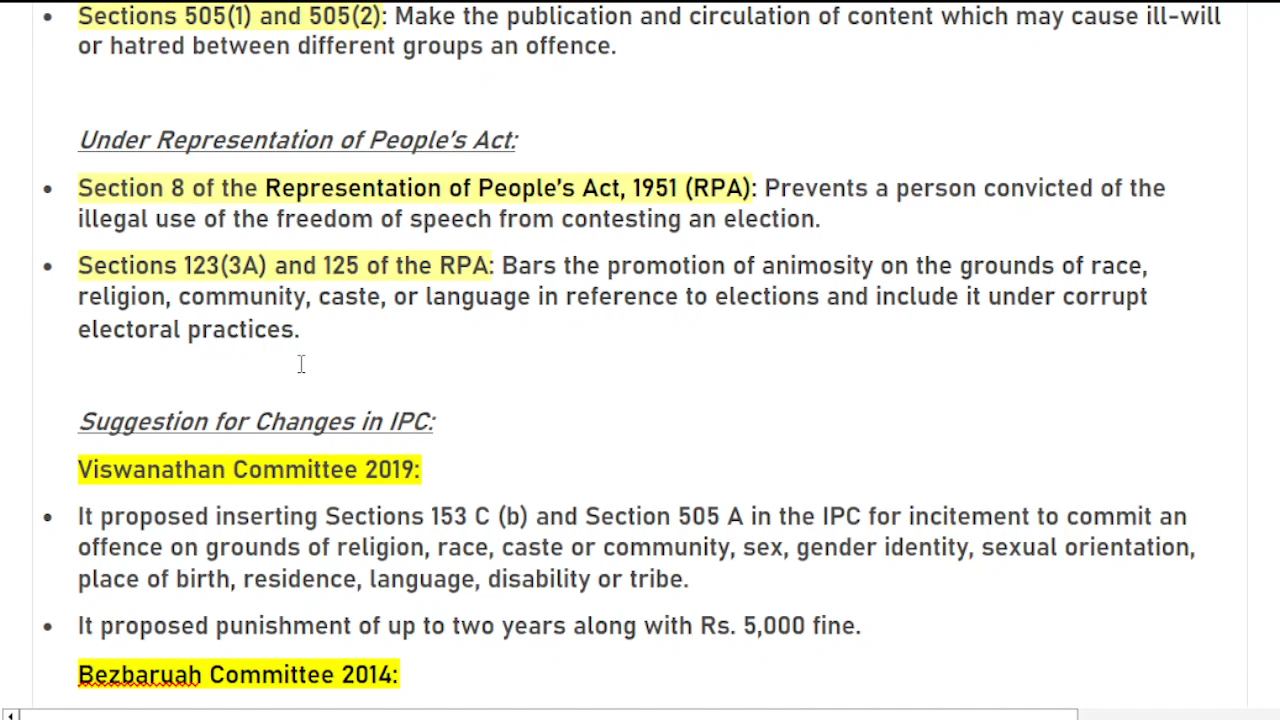 • Sections 505(1) and 505(2): Make the publication and circulation of content which may cause ill-will
or hatred between different groups an offence.
Under Representation of People's Act:
• Section 8 of the Representation of People's Act, 1951 (RPA): Prevents a person convicted of the
illegal use of the freedom of speech from contesting an election.
• Sections 123(3A) and 125 of the RPA: Bars the promotion of animosity on the grounds of race,
religion, community, caste, or language in reference to elections and include it under corrupt
electoral practices.
Suggestion for Changes in IPC:
Viswanathan Committee 2019:
• It proposed inserting Sections 153 C (b) and Section 505 A in the IPC for incitement to commit an
offence on grounds of religion, race, caste or community, sex, gender identity, sexual orientation,
place of birth, residence, language, disability or tribe.
• It proposed punishment of up to two years along with Rs. 5,000 fine.
Bezbaruah Committee 2014: